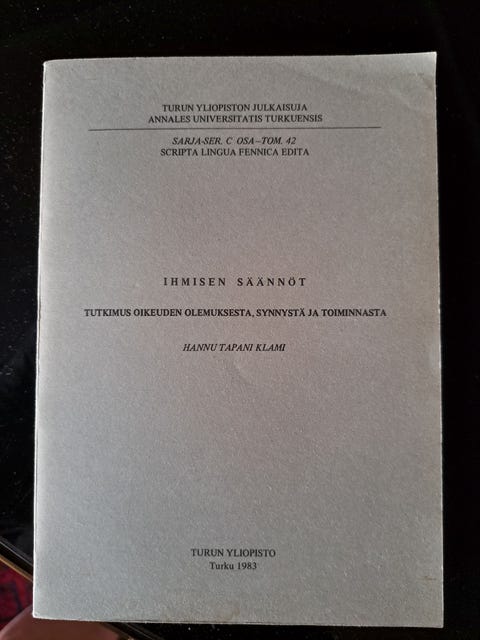 TURUN YLIOPISTON JULKAISUJA
ANNALES UNIVERSITATIS TURKUENSIS
SARJA-SER. C OSA-TOM. 42
SCRIPTA LINGUA FENNICA EDITA
IHMISEN SÄÄNNÖT
TUTKIMUS OIKEUDEN OLEMUKSESTA, SYNNYSTÄ JA TOIMINNASTA
HANNU TAPANI KLAMI
TURUN YLIOPISTO
Turku 1983